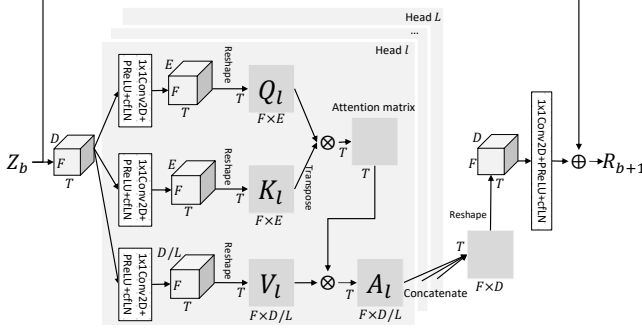 Head L
...
Head l
1x1Conv2D+
PReLU+cfLN
E
F
T
Reshape
T
Q_l
F×E
Attention matrix
T
T
D
F
T
Z_b
1x1Conv2D+
PReLU+cfLN
E
F
T
Reshape
T
K_l
F×E
Transpose
⊗
D
F
T
1x1Conv2D+PReLU+cfLN
⊕
R_{b+1}
Reshape
1x1Conv2D+
PReLU+cfLN
D/L
F
T
Reshape
T
V_l
F×D/L
⊗
T
A_l
F×D/L
Concatenate
T
F×D